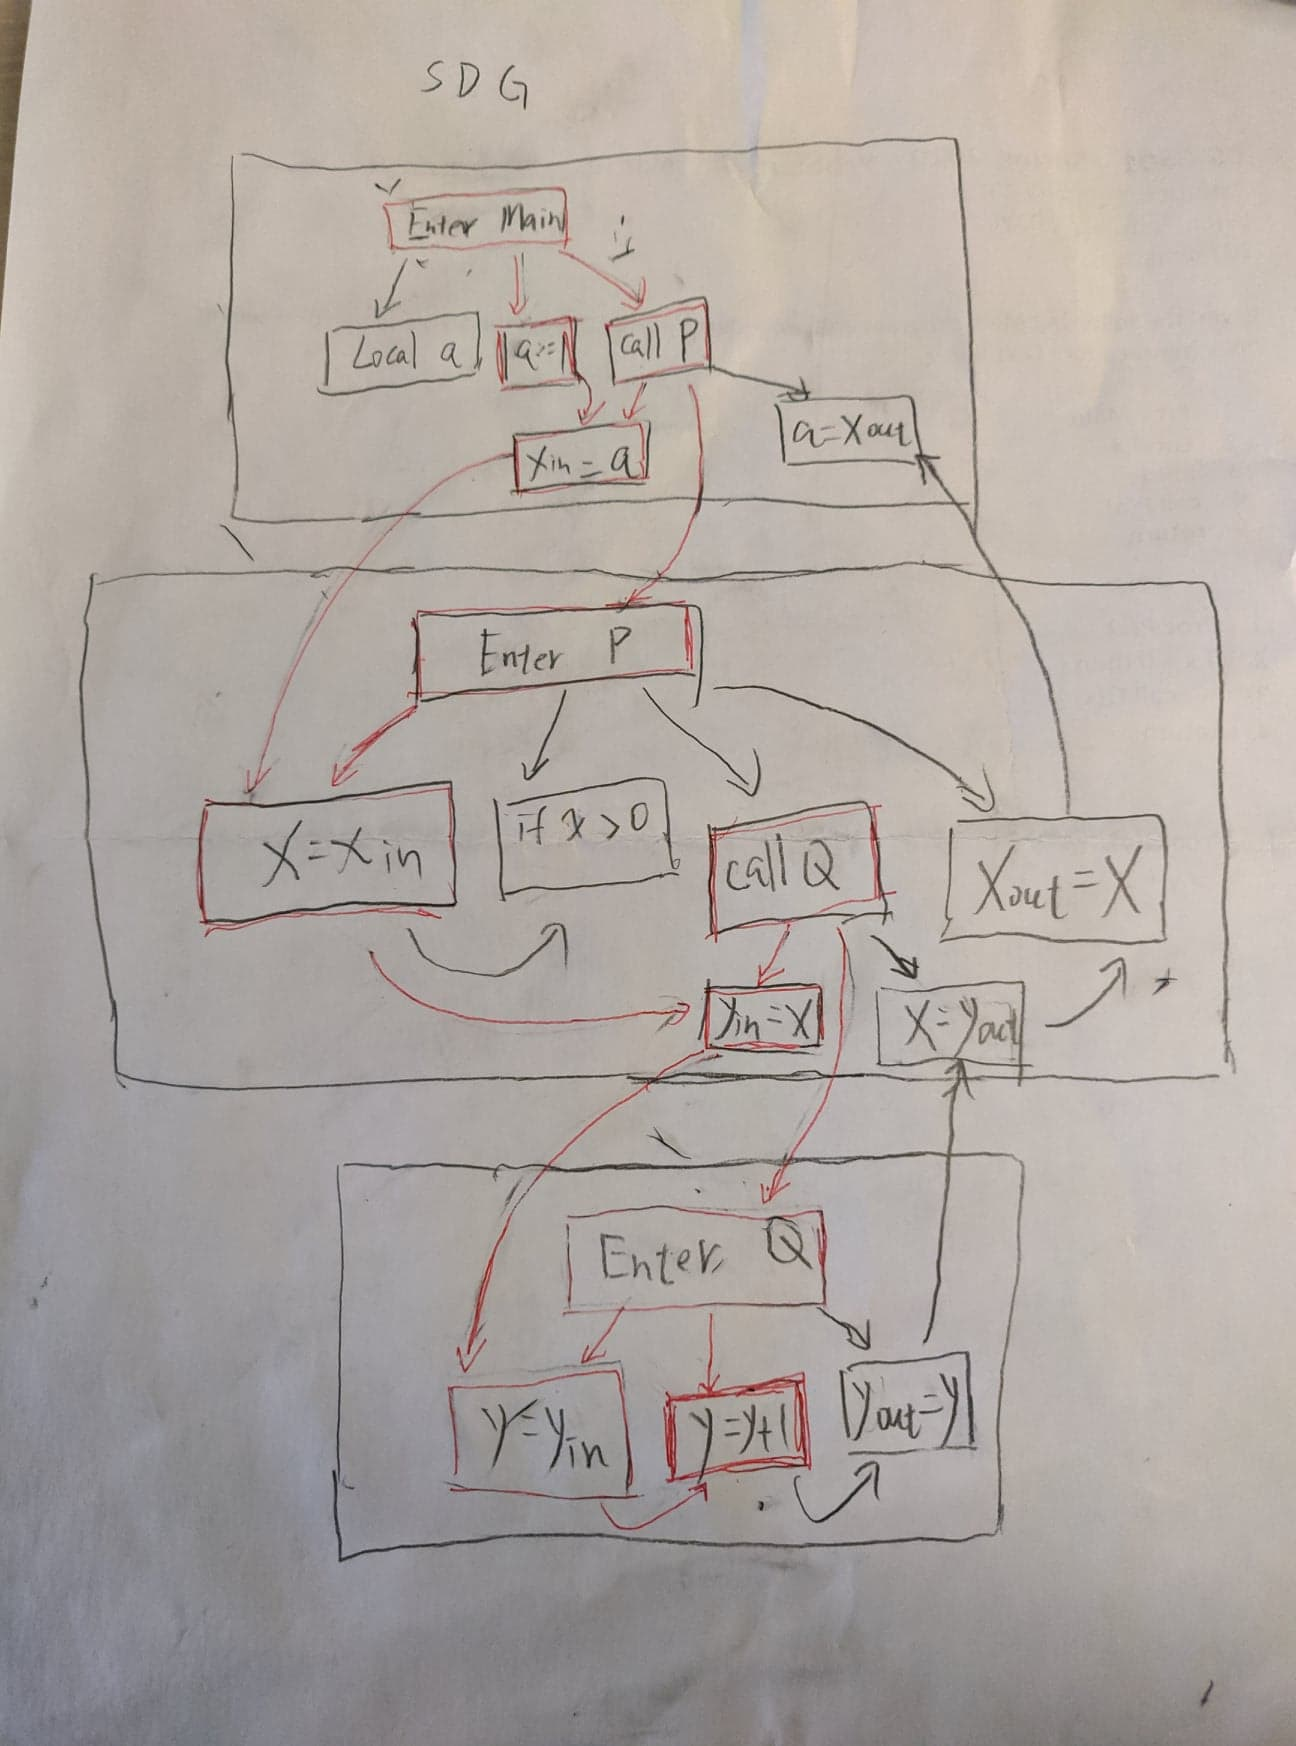 SDG
Enter Main
Local a
a=1
call P
a=Xout
Xin=a
Enter P
X=Xin
if X>0
call Q
Xout=X
Yin=X
X=Yout
Enter Q
y=yin
y=y+1
yout=y